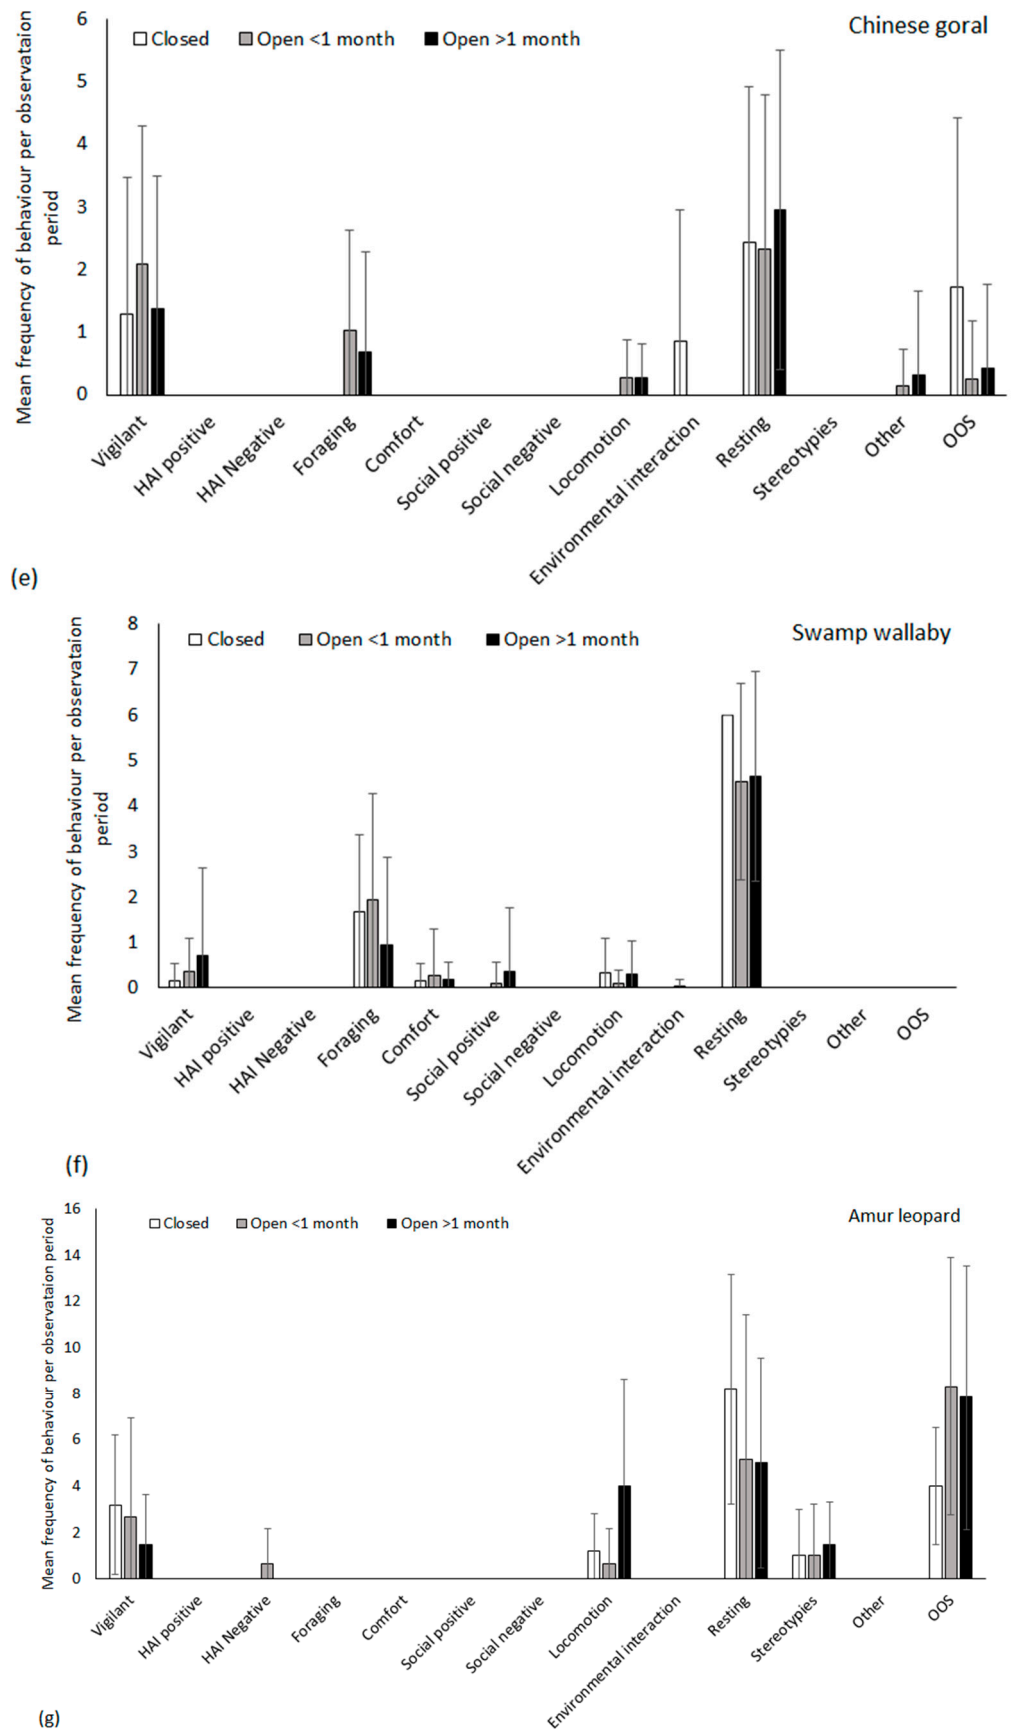 Chinese goral
Closed Open <1 month Open >1 month
Mean frequency of behaviour per observataion
period
6
5
4
3
2
1
0
Vigilant
HAI positive
HAI Negative
Foraging
Comfort
Social positive
Social negative
Locomotion
Environmental interaction
Resting
Stereotypies
Other
OOS
(e)
Swamp wallaby
Closed Open <1 month Open >1 month
Mean frequency of behaviour per observataion
period
8
7
6
5
4
3
2
1
0
Vigilant
HAI positive
HAI Negative
Foraging
Comfort
Social positive
Social negative
Locomotion
Environmental interaction
Resting
Stereotypies
Other
OOS
(f)
Amur leopard
Closed Open <1 month Open >1 month
Mean frequency of behaviour per observataion period
16
14
12
10
8
6
4
2
0
Vigilant
HAI positive
HAI Negative
Foraging
Comfort
Social positive
Social negative
Locomotion
Environmental interaction
Resting
Stereotypies
Other
OOS
(g)